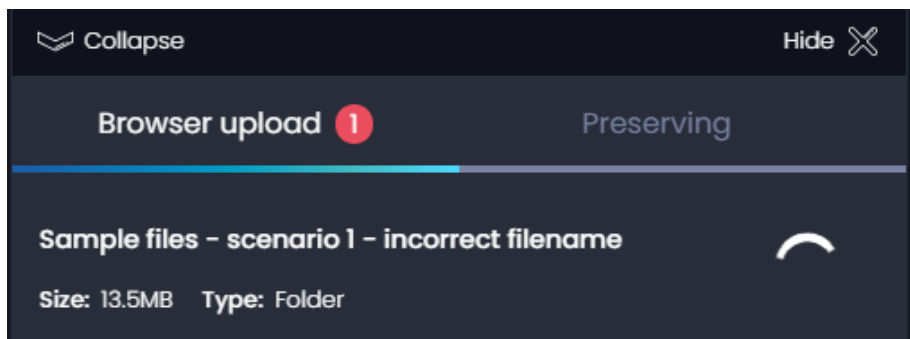 Collapse Hide
Browser upload 1 Preserving
Sample files - scenario 1 - incorrect filename
Size: 13.5MB Type: Folder